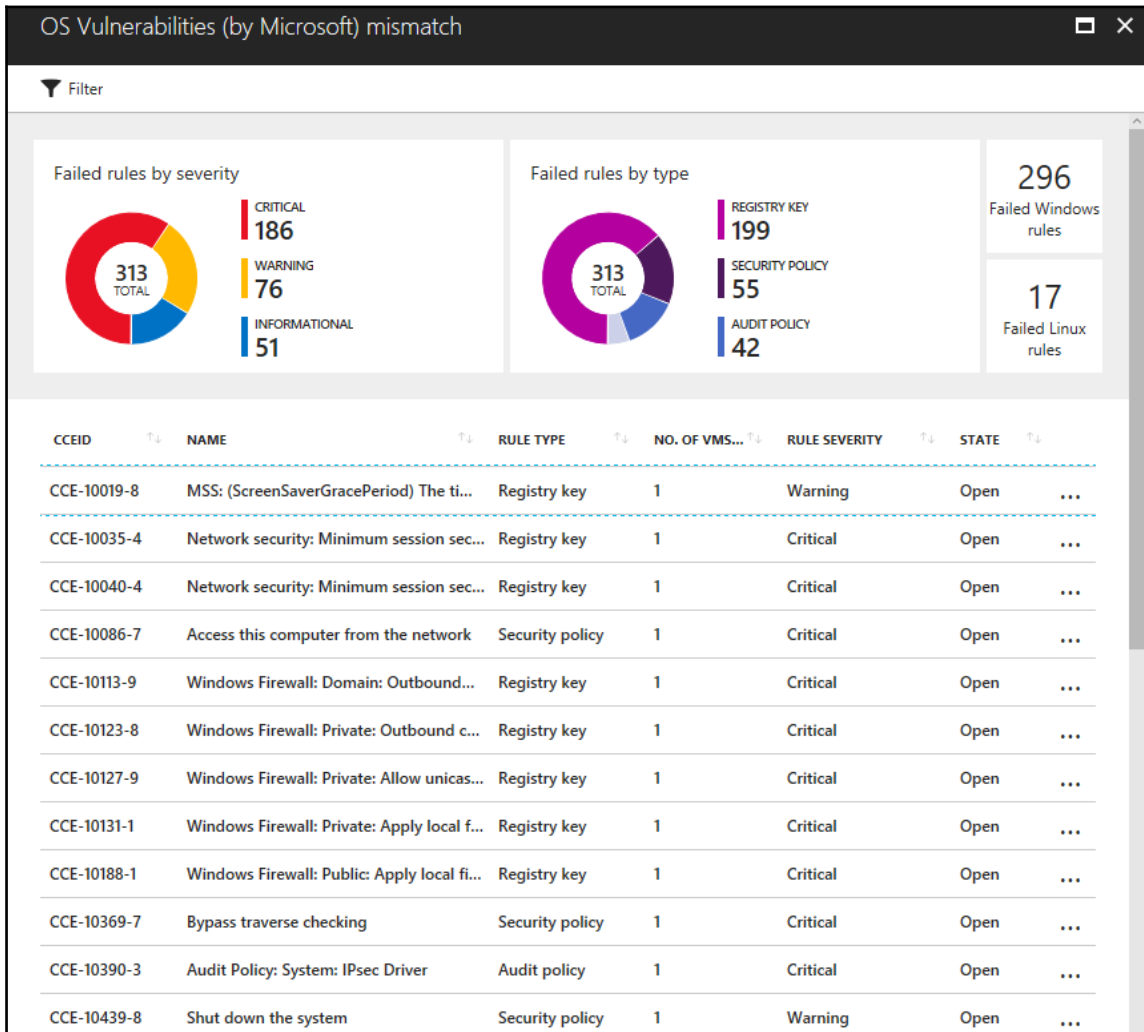 OS Vulnerabilities (by Microsoft) mismatch
Filter
Failed rules by severity
313
TOTAL
CRITICAL
186
WARNING
76
INFORMATIONAL
51
Failed rules by type
313
TOTAL
REGISTRY KEY
199
SECURITY POLICY
55
AUDIT POLICY
42
296
Failed Windows
rules
17
Failed Linux
rules
CCEID NAME RULE TYPE NO. OF VMS... RULE SEVERITY STATE
CCE-10019-8 MSS: (ScreenSaverGracePeriod) The ti... Registry key 1 Warning Open ...
CCE-10035-4 Network security: Minimum session sec... Registry key 1 Critical Open ...
CCE-10040-4 Network security: Minimum session sec... Registry key 1 Critical Open ...
CCE-10086-7 Access this computer from the network Security policy 1 Critical Open ...
CCE-10113-9 Windows Firewall: Domain: Outbound... Registry key 1 Critical Open ...
CCE-10123-8 Windows Firewall: Private: Outbound c... Registry key 1 Critical Open ...
CCE-10127-9 Windows Firewall: Private: Allow unicas... Registry key 1 Critical Open ...
CCE-10131-1 Windows Firewall: Private: Apply local f... Registry key 1 Critical Open ...
CCE-10188-1 Windows Firewall: Public: Apply local fi... Registry key 1 Critical Open ...
CCE-10369-7 Bypass traverse checking Security policy 1 Critical Open ...
CCE-10390-3 Audit Policy: System: IPsec Driver Audit policy 1 Critical Open ...
CCE-10439-8 Shut down the system Security policy 1 Warning Open ...